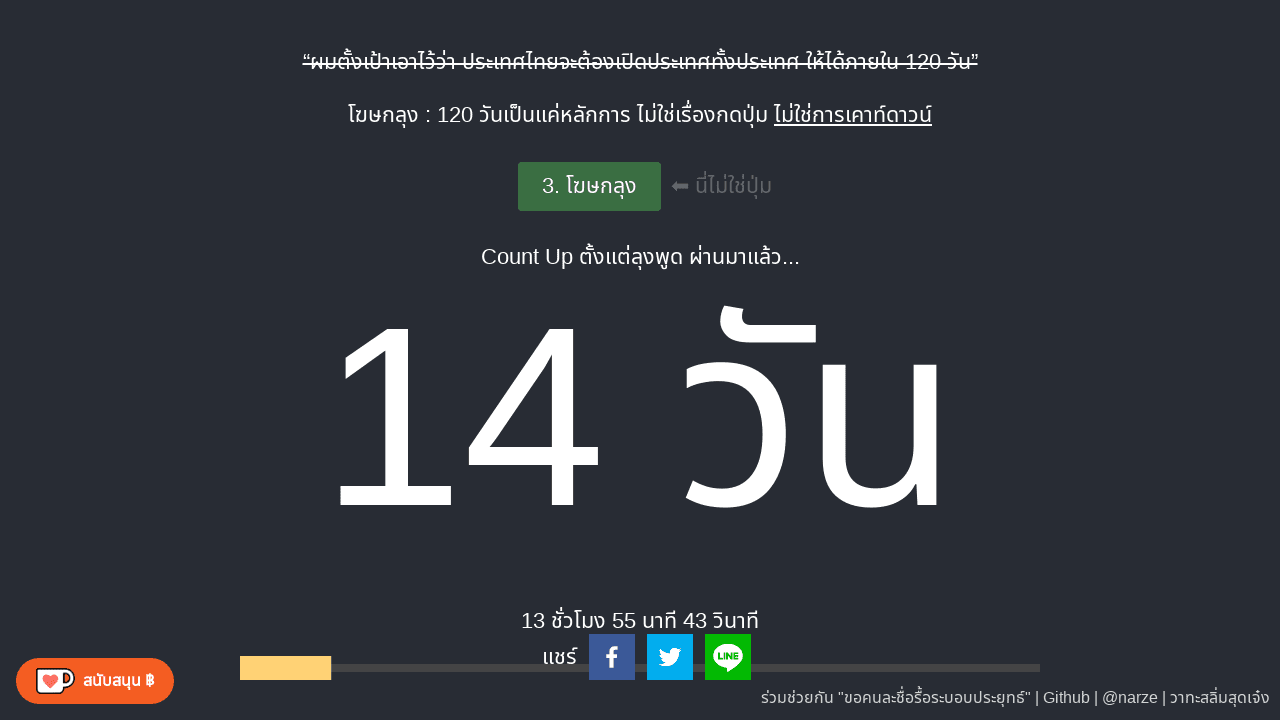 “ผมตั้งเป้าเอาไว้ว่า ประเทศไทยจะต้องเปิดประเทศทั้งประเทศ ให้ได้ภายใน 120 วัน”
โฆษกลุง : 120 วันเป็นแค่หลักการ ไม่ใช่เรื่องกดปุ่ม ไม่ใช่การเคาท์ดาวน์
3. โฆษกลุง ⬅ นี่ไม่ใช่ปุ่ม
Count Up ตั้งแต่ลุงพูด ผ่านมาแล้ว...
14 วัน
13 ชั่วโมง 55 นาที 43 วินาที
แชร์ f LINE
สนับสนุน ฿
ร่วมช่วยกัน "ขอคนละชื่อรื้อระบอบประยุทธ์" | Github | @narze | วาทะสลิ่มสุดเจ๋ง